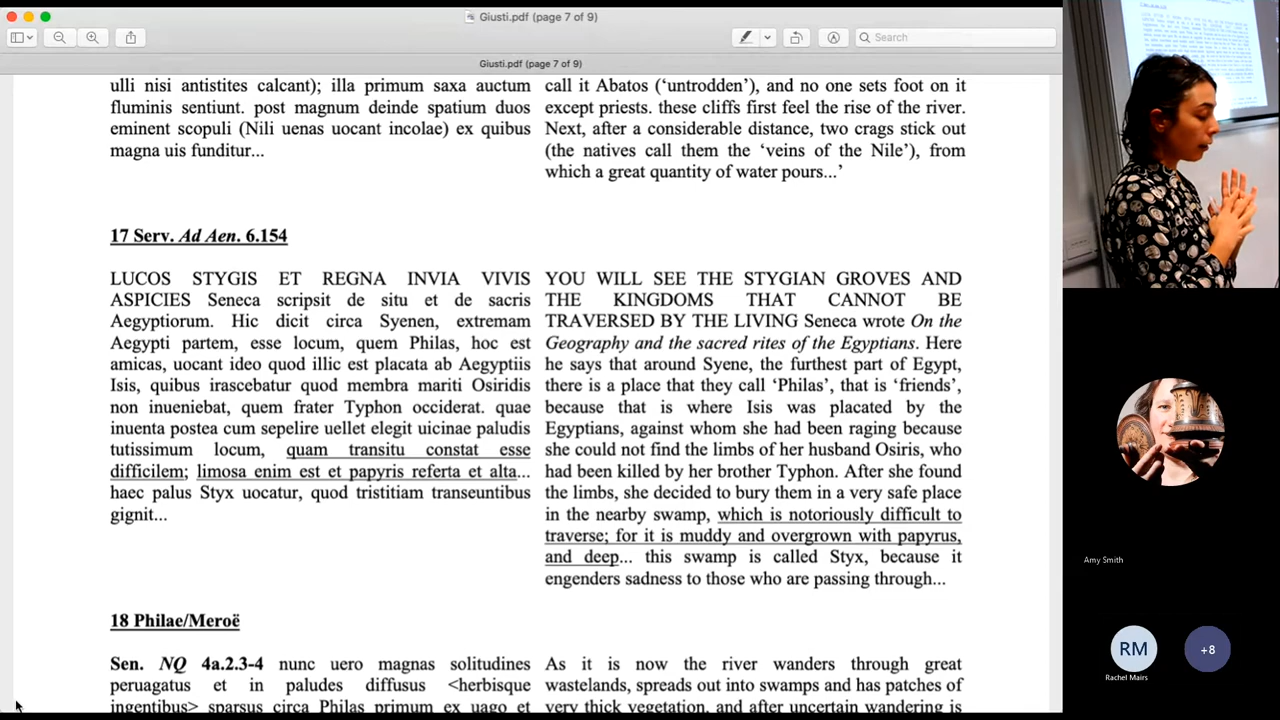 Giusti.pdf (page 7 of 9)
Search
7 of 9)
ulli nisi antistites calcant); illa primum saxa auctum
fluminis sentiunt. post magnum deinde spatium duos
eminent scopuli (Nili uenas uocant incolae) ex quibus
magna uis funditur...
call it Abatos (‘untrodden’), and no one sets foot on it
except priests. these cliffs first feel the rise of the river.
Next, after a considerable distance, two crags stick out
(the natives call them the ‘veins of the Nile’), from
which a great quantity of water pours...’
17 Serv. Ad Aen. 6.154
LUCOS STYGIS ET REGNA INVIA VIVIS
ASPICIES Seneca scripsit de situ et de sacris
Aegyptiorum. Hic dicit circa Syenen, extremam
Aegypti partem, esse locum, quem Philas, hoc est
amicas, uocant ideo quod illic est placata ab Aegyptiis
Isis, quibus irascebatur quod membra mariti Osiridis
non inueniebat, quem frater Typhon occiderat. quae
inuenta postea cum sepelire uellet elegit uicinae paludis
tutissimum locum, quam transitu constat esse
difficilem; limosa enim est et papyris referta et alta...
haec palus Styx uocatur, quod tristitiam transeuntibus
gignit...
YOU WILL SEE THE STYGIAN GROVES AND
THE KINGDOMS THAT CANNOT BE
TRAVERSED BY THE LIVING Seneca wrote On the
Geography and the sacred rites of the Egyptians. Here
he says that around Syene, the furthest part of Egypt,
there is a place that they call ‘Philas’, that is ‘friends’,
because that is where Isis was placated by the
Egyptians, against whom she had been raging because
she could not find the limbs of her husband Osiris, who
had been killed by her brother Typhon. After she found
the limbs, she decided to bury them in a very safe place
in the nearby swamp, which is notoriously difficult to
traverse; for it is muddy and overgrown with papyrus,
and deep... this swamp is called Styx, because it
engenders sadness to those who are passing through...
18 Philae/Meroë
Sen. NQ 4a.2.3-4 nunc uero magnas solitudines
peruagatus et in paludes diffusus <herbisque
ingentibus> sparsus circa Philas primum ex uago et
As it is now the river wanders through great
wastelands, spreads out into swamps and has patches of
very thick vegetation, and after uncertain wandering is
Amy Smith
RM
Rachel Mairs
+8